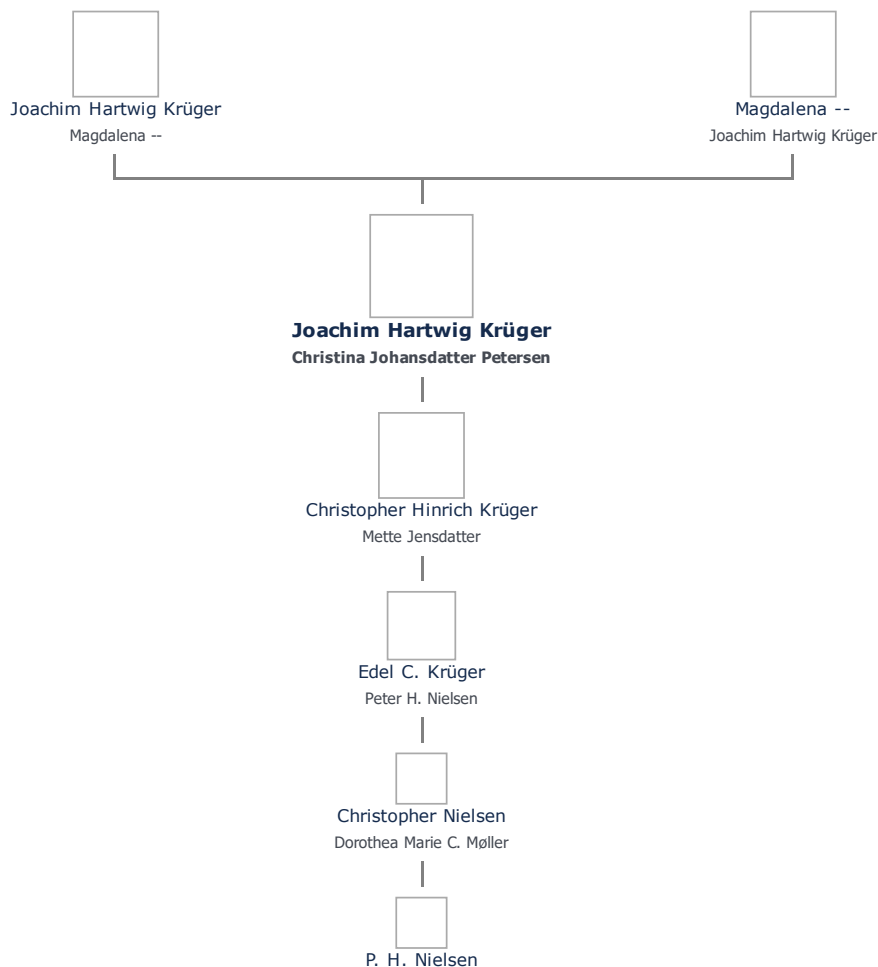 Joachim Hartwig Krüger
Magdalena --
Magdalena --
Joachim Hartwig Krüger
Joachim Hartwig Krüger
Christina Johansdatter Petersen
Christopher Hinrich Krüger
Mette Jensdatter
Edel C. Krüger
Peter H. Nielsen
Christopher Nielsen
Dorothea Marie C. Møller
P. H. Nielsen